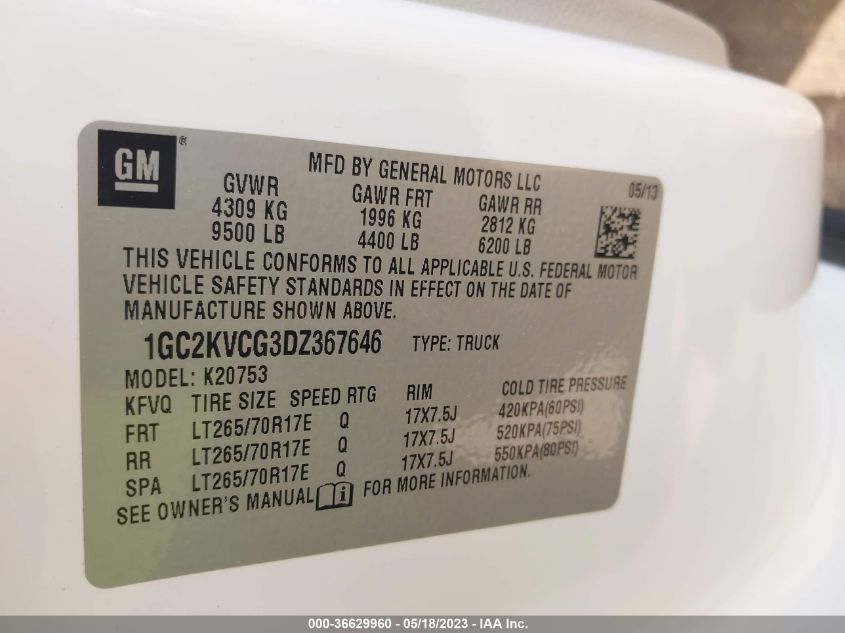 GM ®
MFD BY GENERAL MOTORS LLC 05/13
GVWR GAWR FRT GAWR RR
4309 KG 1996 KG 2812 KG
9500 LB 4400 LB 6200 LB
THIS VEHICLE CONFORMS TO ALL APPLICABLE U.S. FEDERAL MOTOR
VEHICLE SAFETY STANDARDS IN EFFECT ON THE DATE OF
MANUFACTURE SHOWN ABOVE.
1GC2KVCG3DZ367646 TYPE: TRUCK
MODEL: K20753
KFVQ TIRE SIZE SPEED RTG RIM COLD TIRE PRESSURE
FRT LT265/70R17E Q 17X7.5J 420KPA(60PSI)
RR LT265/70R17E Q 17X7.5J 520KPA(75PSI)
SPA LT265/70R17E Q 17X7.5J 550KPA(80PSI)
SEE OWNER'S MANUAL i FOR MORE INFORMATION.
000-36629960 - 05/18/2023 - IAA Inc.